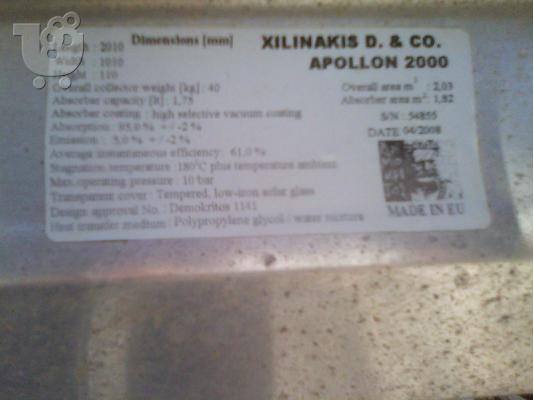 Dimensions [mm]
XILINAKIS D. & CO.
APOLLON 2000
Length : 2010
Width : 1010
Height : 110
Overall collector weight [kg] : 40
Absorber capacity [lt] : 1,75
Absorber coating : high selective vacuum coating
Absorption : 95,0 % +/-2 %
Emission : 5,0 % +/-2 %
Average instantaneous efficiency : 61,0%
Stagnation temperature :180°C plus temperature ambient
Max.operating pressure : 10 bar
Transparent cover : Tempered, low-iron solar glass
Design approval No. : Demokritos 1141
Heat transfer medium : Polypropylene glycol / water mixture
Overall area m² : 2,03
Absorber area m² : 1,82
S/N : 54855
DATE 04/2008
MADE IN EU